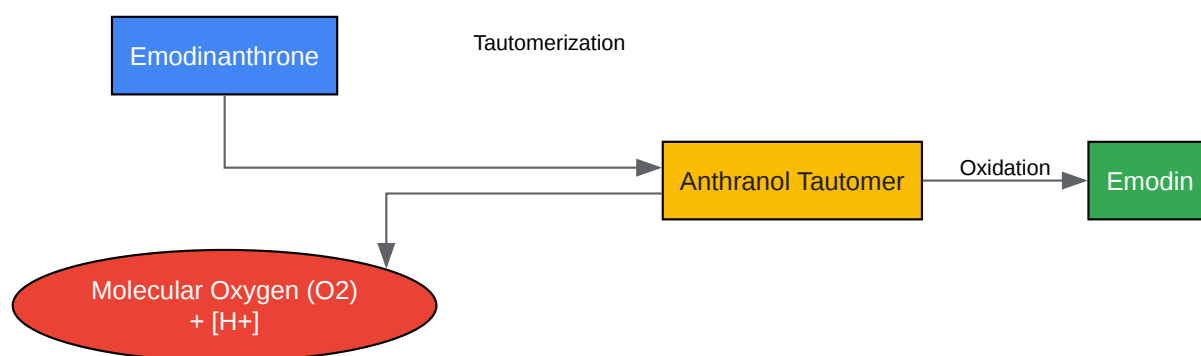 Emodinanthrone
Tautomerization
Anthranol Tautomer
Oxidation
Emodin
Molecular Oxygen (O2)
+ [H+]